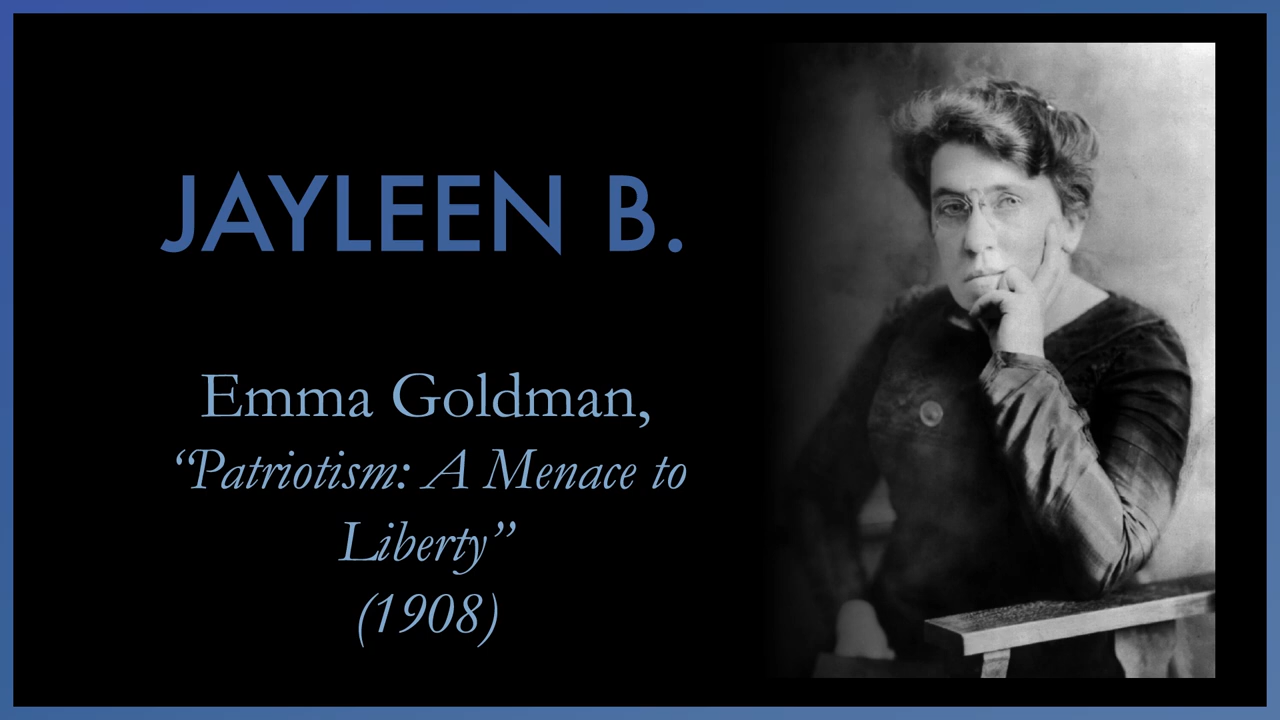 JAYLEEN B.
Emma Goldman,
“Patriotism: A Menace to
Liberty”
(1908)